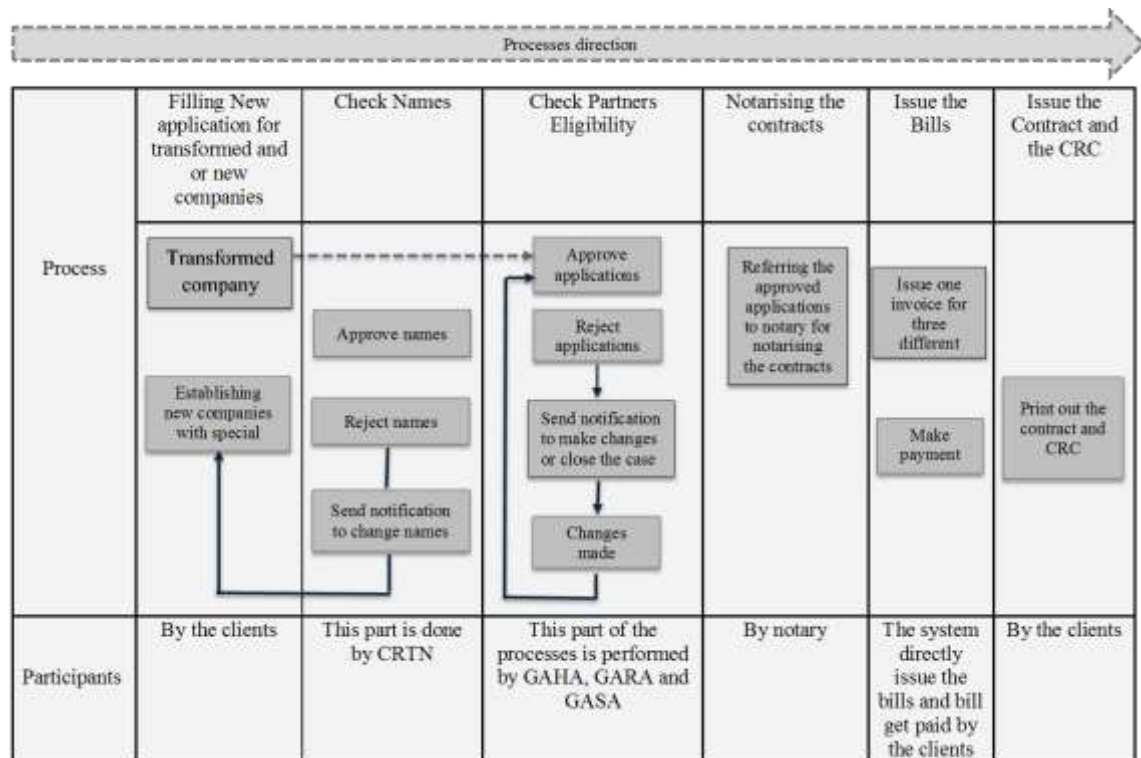 Processes direction
Filling New
application for
transformed and
or new
companies
Check Names
Check Partners
Eligibility
Notarising the
contracts
Issue the
Bills
Issue the
Contract and
the CRC
Process
Transformed
company
Establishing
new companies
with special
Approve names
Reject names
Send notification
to change names
Approve
applications
Reject
applications
Send notification
to make changes
or close the case
Changes
made
Referring the
approved
applications
to notary for
notarising
the contracts
Issue one
invoice for
three
different
Make
payment
Print out the
contract and
CRC
Participants
By the clients
This part is done
by CRTN
This part of the
processes is performed
by GAHA, GARA and
GASA
By notary
The system
directly
issue the
bills and bill
get paid by
the clients
By the clients